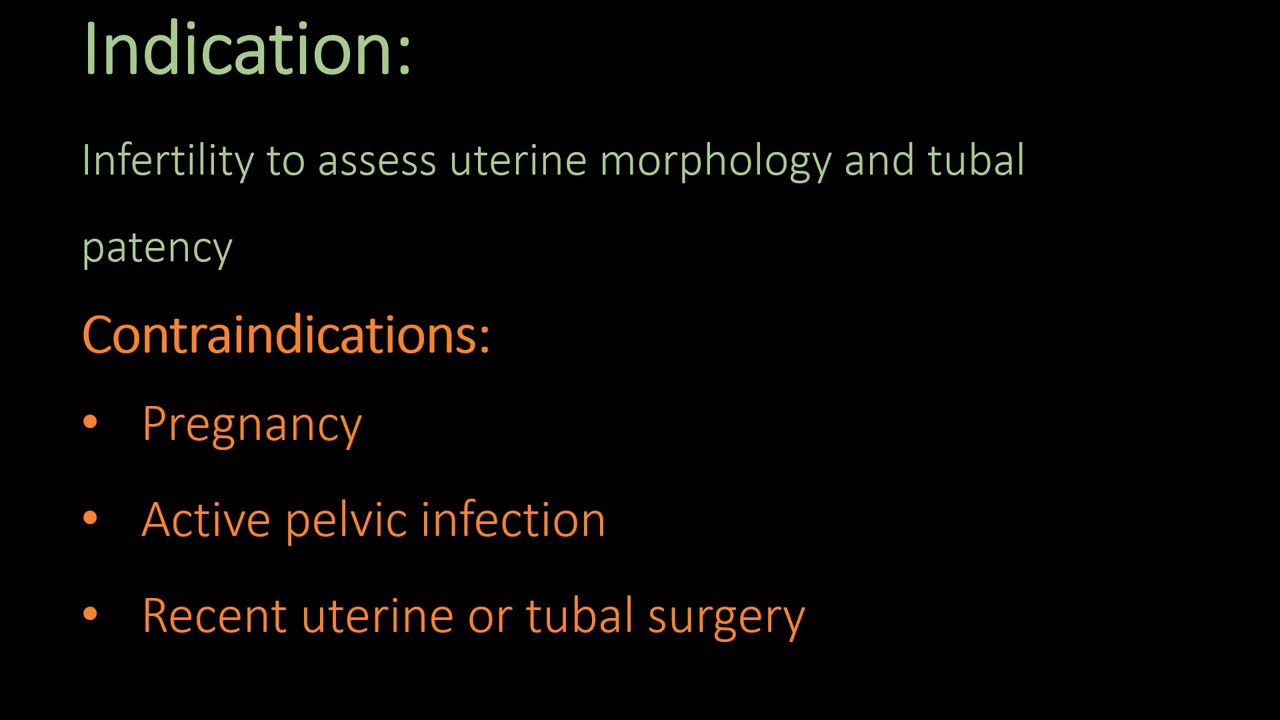 Indication:
Infertility to assess uterine morphology and tubal
patency
Contraindications:
• Pregnancy
• Active pelvic infection
• Recent uterine or tubal surgery